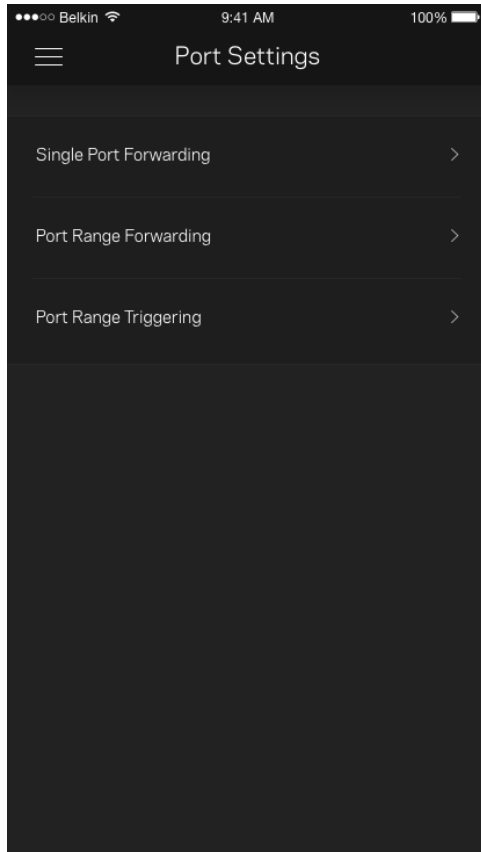 ●●●○○ Belkin 9:41 AM 100%
Port Settings
Single Port Forwarding
Port Range Forwarding
Port Range Triggering